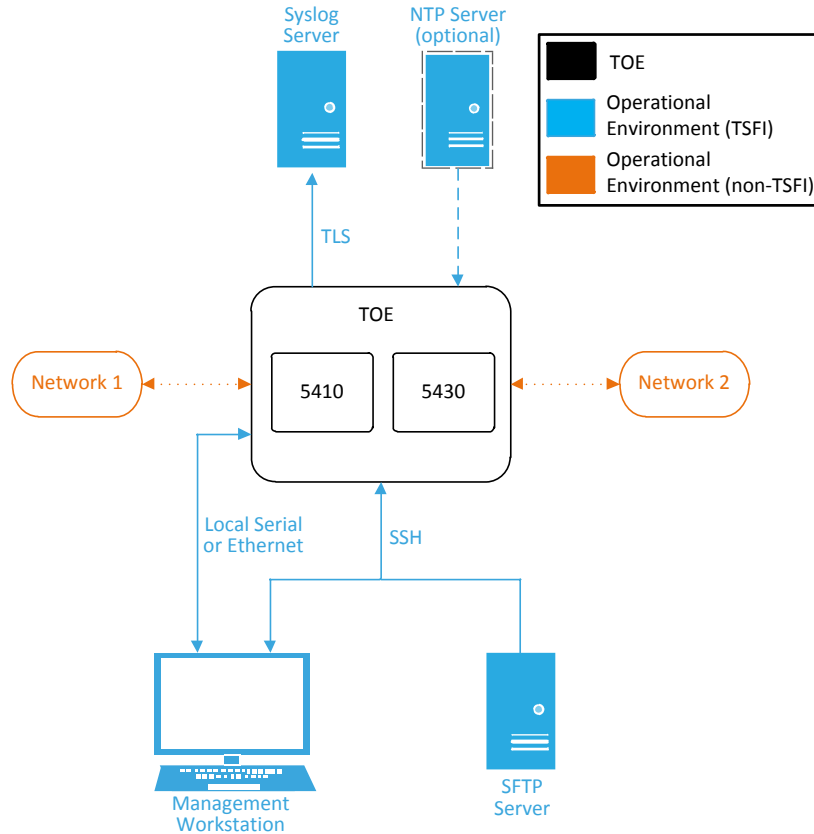 Syslog
Server
NTP Server
(optional)
TOE
Operational
Environment (TSFI)
Operational
Environment (non-TSFI)
TLS
TOE
Network 1
5410
5430
Network 2
Local Serial
or Ethernet
SSH
Management
Workstation
SFTP
Server